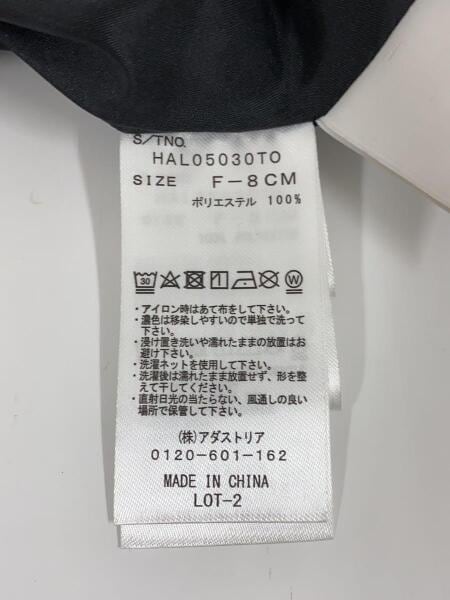 S/TNO.
HAL05030TO
SIZE F-8CM
ポリエステル 100%
30 W
・アイロン時はあて布をして下さい。
・濃色は移染しやすいので単独で洗って
下さい。
・浸け置き洗いや濡れたままの放置はお
避け下さい。
・洗濯ネットを使用して下さい。
・洗濯後は濡れたまま放置せず、形を整
えて干してください。
・直射日光の当たらない、風通しの良い
場所で保管して下さい。
(株)アダストリア
0120-601-162
MADE IN CHINA
LOT-2